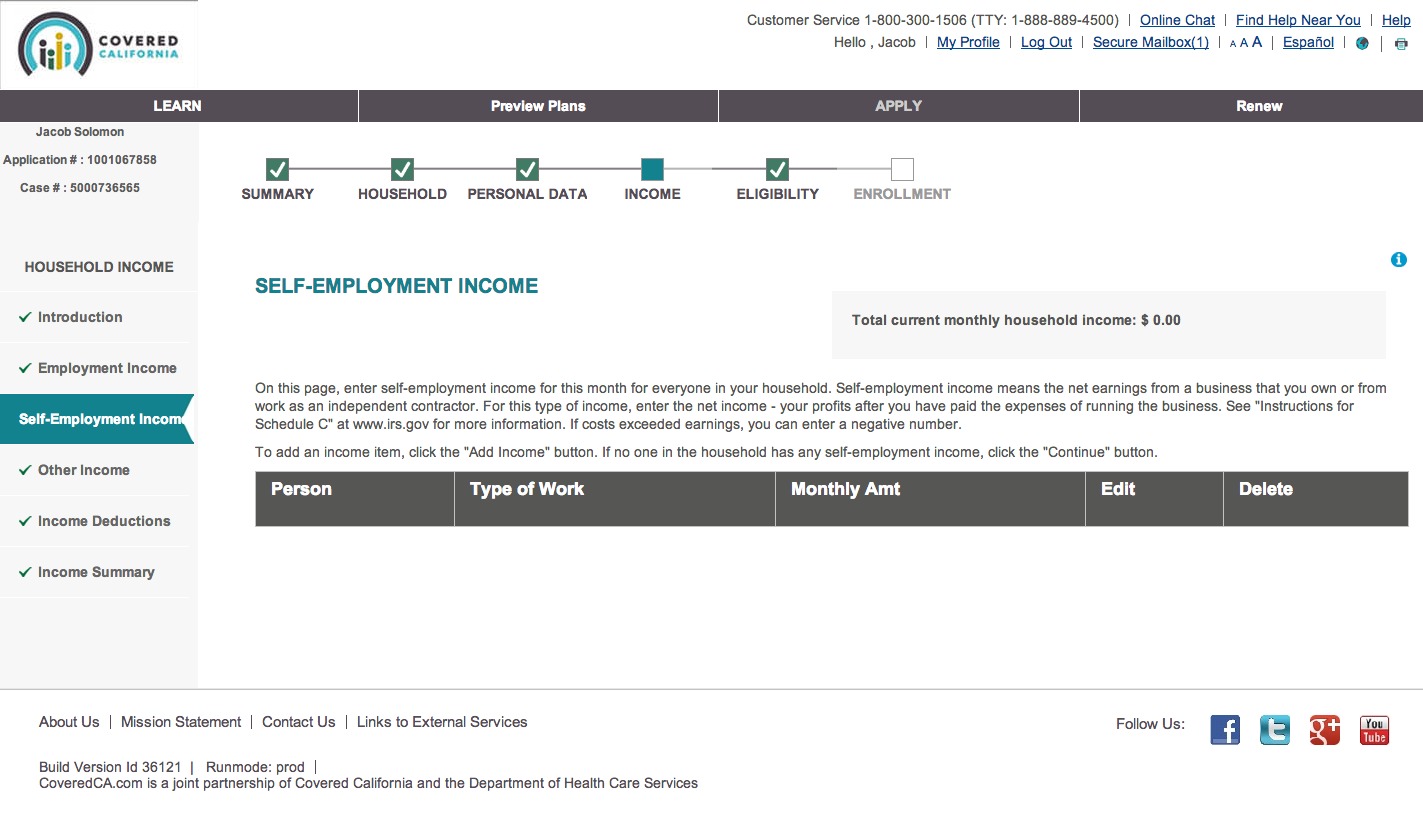 COVERED
CALIFORNIA
Customer Service 1-800-300-1506 (TTY: 1-888-889-4500) | Online Chat | Find Help Near You | Help
Hello , Jacob | My Profile | Log Out | Secure Mailbox(1) | A A A | Español |
LEARN Preview Plans APPLY Renew
Jacob Solomon
Application # : 1001067858
Case # : 5000736565
SUMMARY HOUSEHOLD PERSONAL DATA INCOME ELIGIBILITY ENROLLMENT
HOUSEHOLD INCOME
Introduction
Employment Income
Self-Employment Incom
Other Income
Income Deductions
Income Summary
i
SELF-EMPLOYMENT INCOME
Total current monthly household income: $ 0.00
On this page, enter self-employment income for this month for everyone in your household. Self-employment income means the net earnings from a business that you own or from
work as an independent contractor. For this type of income, enter the net income - your profits after you have paid the expenses of running the business. See "Instructions for
Schedule C" at www.irs.gov for more information. If costs exceeded earnings, you can enter a negative number.
To add an income item, click the "Add Income" button. If no one in the household has any self-employment income, click the "Continue" button.
Person Type of Work Monthly Amt Edit Delete
About Us | Mission Statement | Contact Us | Links to External Services
Follow Us: f t g+ You Tube
Build Version Id 36121 | Runmode: prod |
CoveredCA.com is a joint partnership of Covered California and the Department of Health Care Services